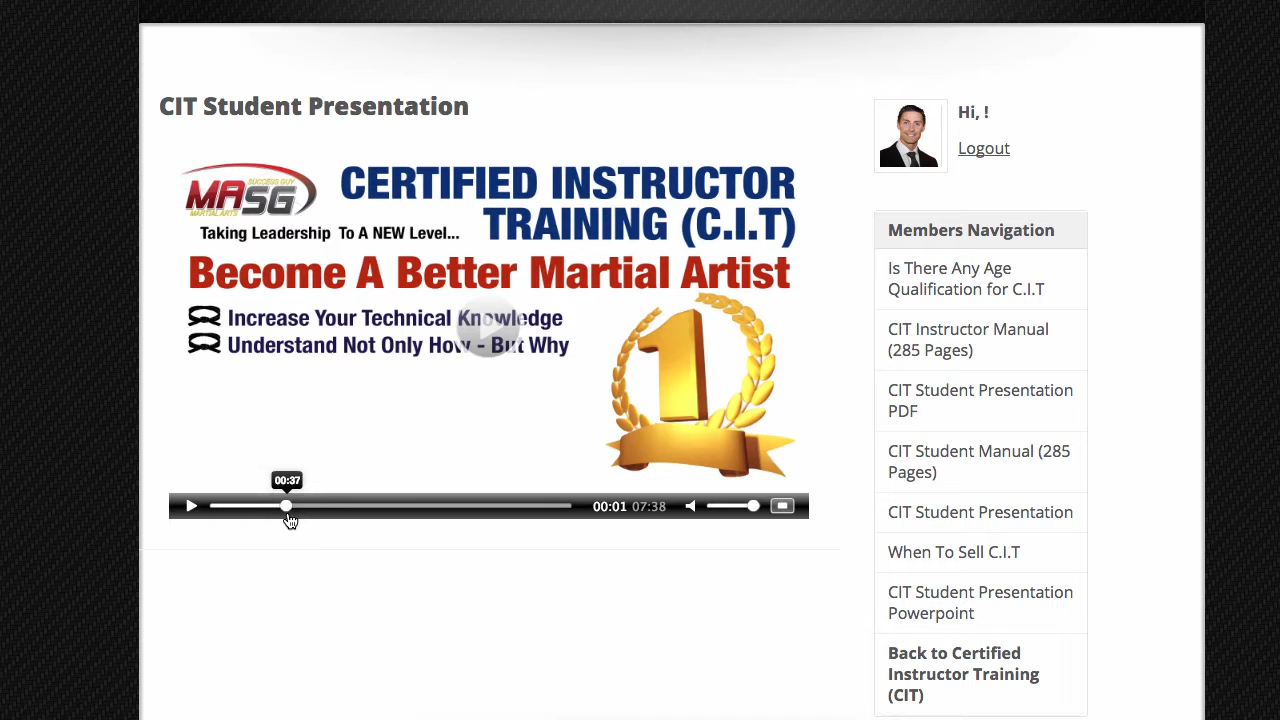 CIT Student Presentation
MASG
SUCCESS GUY
MARTIAL ARTS
Taking Leadership To A NEW Level...
CERTIFIED INSTRUCTOR
TRAINING (C.I.T)
Become A Better Martial Artist
Increase Your Technical Knowledge
Understand Not Only How - But Why
1
00:37
00:01 07:38
Hi, !
Logout
Members Navigation
Is There Any Age
Qualification for C.I.T
CIT Instructor Manual
(285 Pages)
CIT Student Presentation
PDF
CIT Student Manual (285
Pages)
CIT Student Presentation
When To Sell C.I.T
CIT Student Presentation
Powerpoint
Back to Certified
Instructor Training
(CIT)